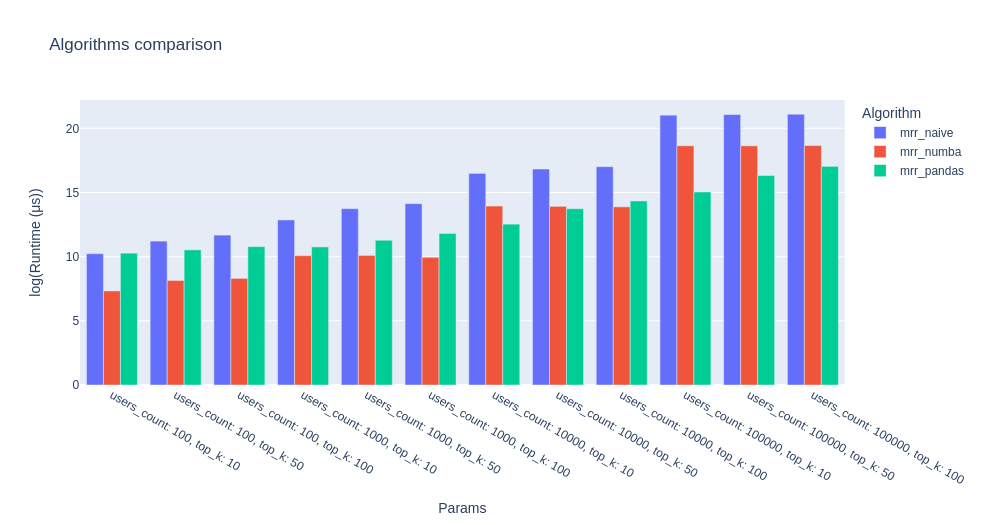 Algorithms comparison
log(Runtime (μs))
20
15
10
5
0
Algorithm
mrr_naive
mrr_numba
mrr_pandas
users_count: 100, top_k: 10
users_count: 100, top_k: 50
users_count: 100, top_k: 100
users_count: 1000, top_k: 10
users_count: 1000, top_k: 50
users_count: 1000, top_k: 100
users_count: 10000, top_k: 10
users_count: 10000, top_k: 50
users_count: 10000, top_k: 100
users_count: 100000, top_k: 10
users_count: 100000, top_k: 50
users_count: 100000, top_k: 100
Params